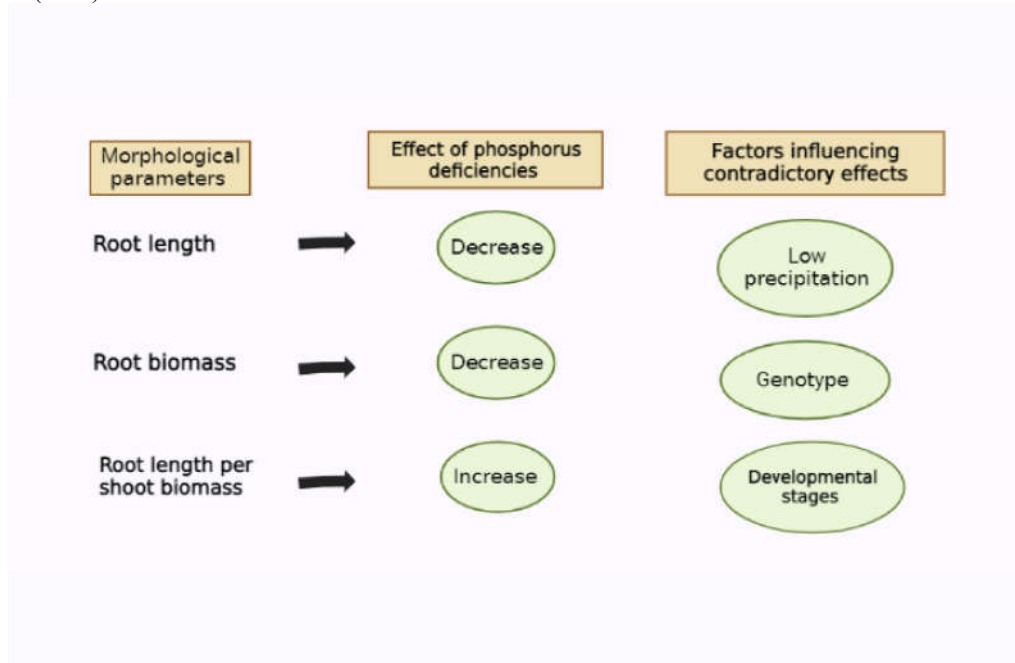 Morphological
parameters
Effect of phosphorus
deficiencies
Factors influencing
contradictory effects
Root length
Decrease
Low
precipitation
Root biomass
Decrease
Genotype
Root length per
shoot biomass
Increase
Developmental
stages